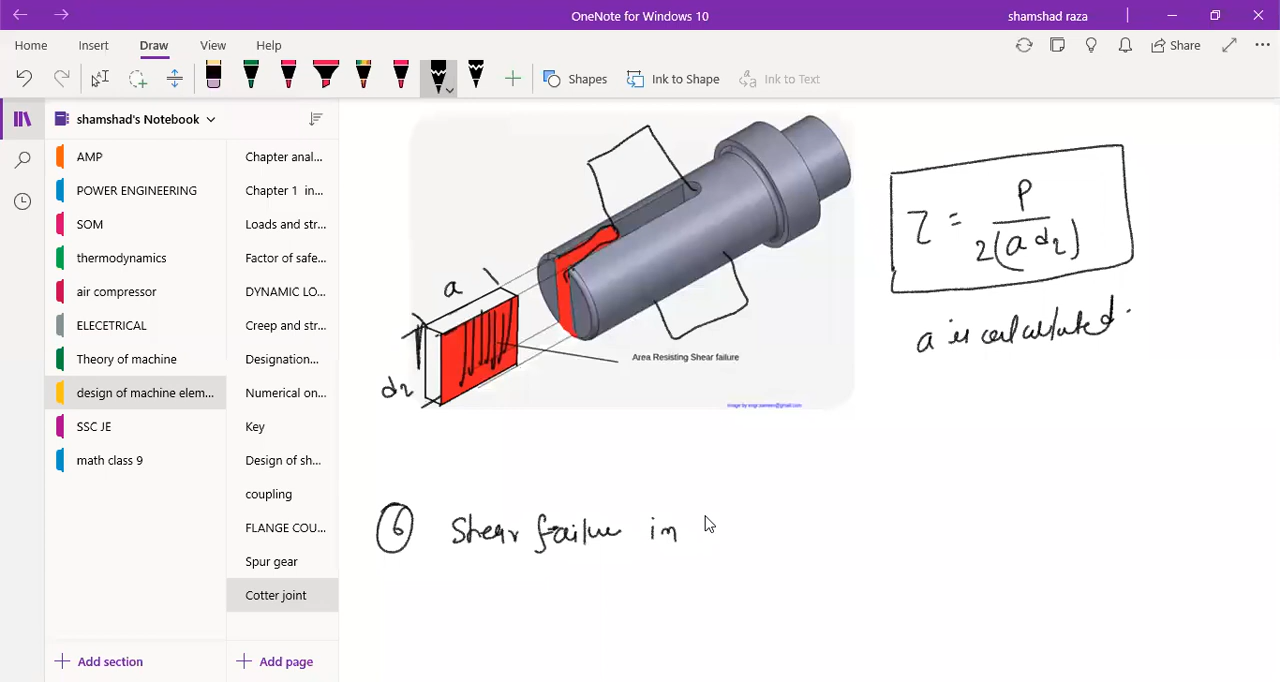 OneNote for Windows 10
shamshad raza
Home Insert Draw View Help
Share
Shapes
Ink to Shape
Ink to Text
shamshad's Notebook
AMP
POWER ENGINEERING
SOM
thermodynamics
air compressor
ELECETRICAL
Theory of machine
design of machine elem...
SSC JE
math class 9
Add section
Chapter anal...
Chapter 1 in...
Loads and str...
Factor of safe...
DYNAMIC LO...
Creep and str...
Designation...
Numerical on...
Key
Design of sh...
coupling
FLANGE COU...
Spur gear
Cotter joint
Add page
a
d2
Area Resisting Shear failure
τ = P / 2(a d2)
a is calculated.
6 Shear failure in